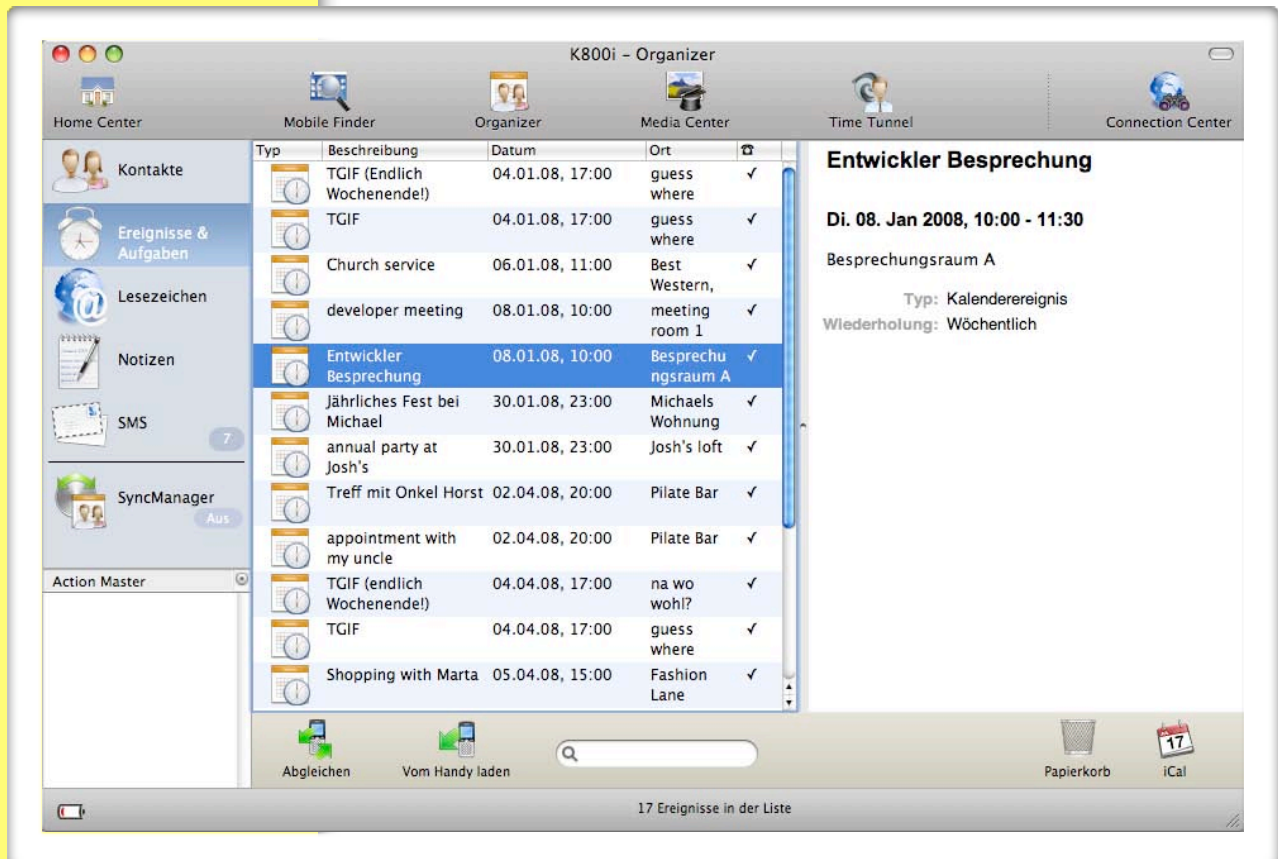 K800i – Organizer
Home Center
Mobile Finder
Organizer
Media Center
Time Tunnel
Connection Center
Kontakte
Ereignisse &
Aufgaben
Lesezeichen
Notizen
SMS
7
SyncManager
Aus
Action Master
Typ Beschreibung Datum Ort ☎
TGIF (Endlich 04.01.08, 17:00 guess ✓
Wochenende!) where
TGIF 04.01.08, 17:00 guess ✓
where
Church service 06.01.08, 11:00 Best ✓
Western,
developer meeting 08.01.08, 10:00 meeting ✓
room 1
Entwickler 08.01.08, 10:00 Besprechu ✓
Besprechung ngsraum A
Jährliches Fest bei 30.01.08, 23:00 Michaels ✓
Michael Wohnung
annual party at 30.01.08, 23:00 Josh's loft ✓
Josh's
Treff mit Onkel Horst 02.04.08, 20:00 Pilate Bar ✓
appointment with 02.04.08, 20:00 Pilate Bar ✓
my uncle
TGIF (endlich 04.04.08, 17:00 na wo ✓
Wochenende!) wohl?
TGIF 04.04.08, 17:00 guess ✓
where
Shopping with Marta 05.04.08, 15:00 Fashion ✓
Lane
Entwickler Besprechung
Di. 08. Jan 2008, 10:00 - 11:30
Besprechungsraum A
Typ: Kalenderereignis
Wiederholung: Wöchentlich
Abgleichen
Vom Handy laden
Papierkorb
17
iCal
17 Ereignisse in der Liste